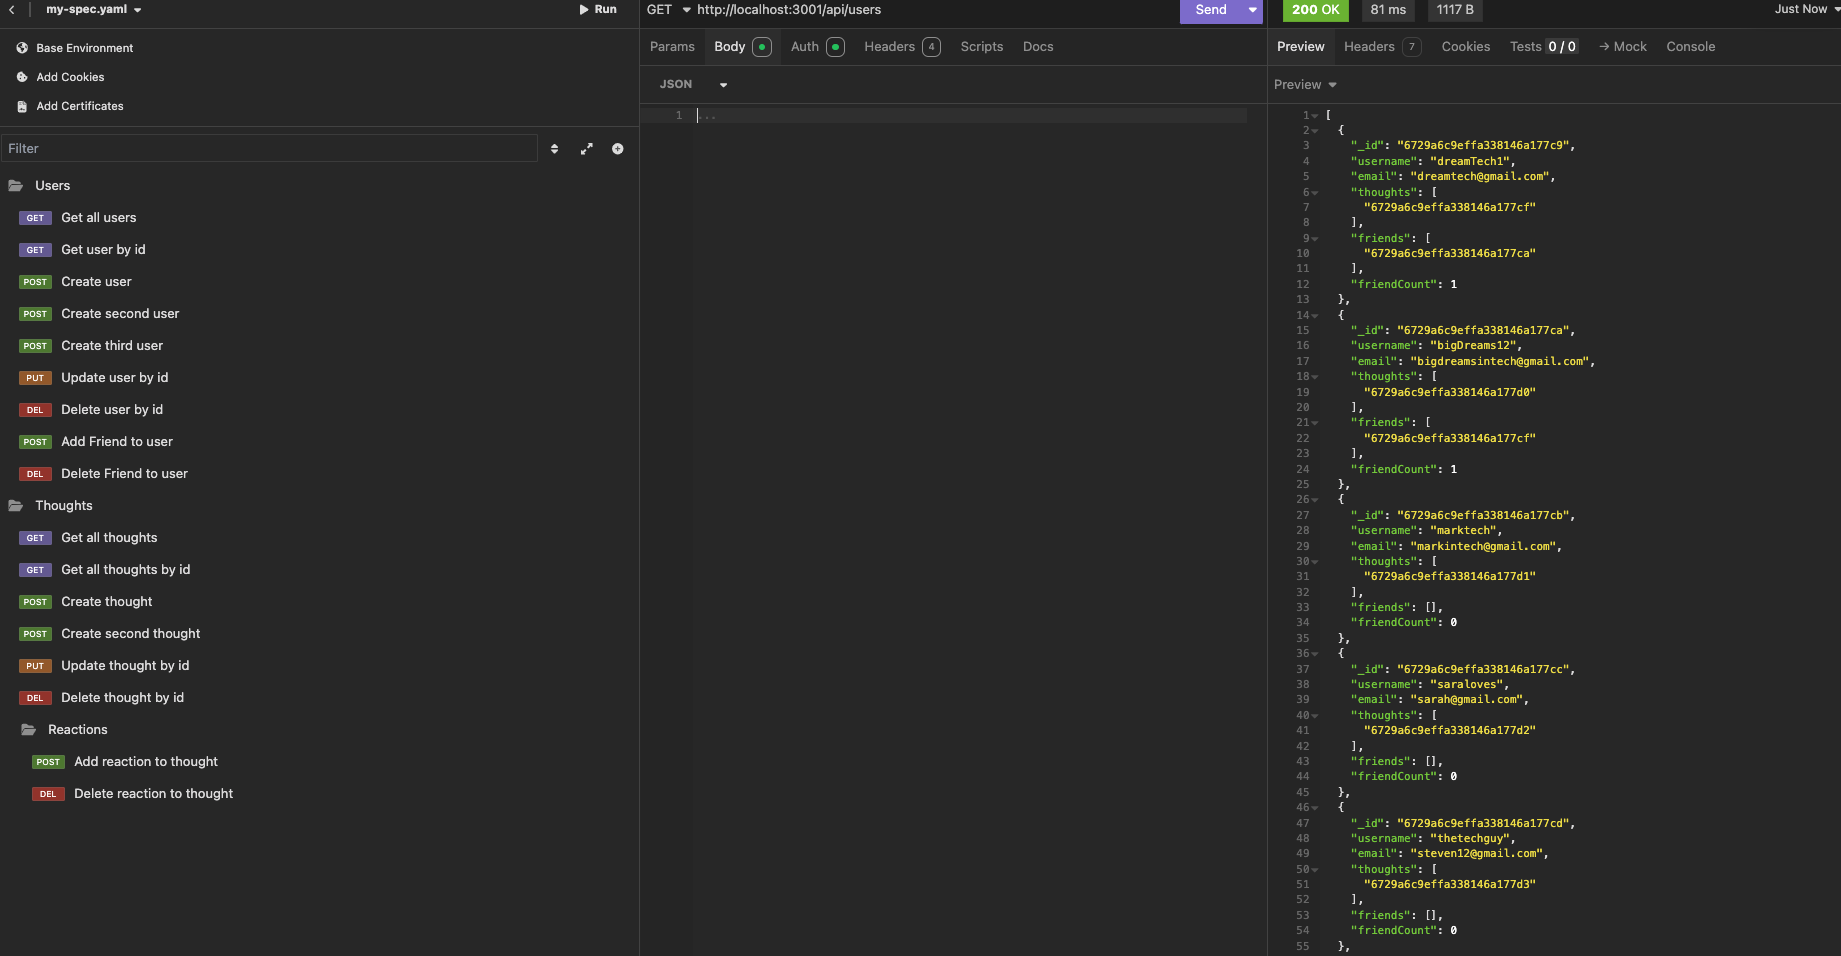 my-spec.yaml
Run
Base Environment
Add Cookies
Add Certificates
Filter
Users
GET Get all users
GET Get user by id
POST Create user
POST Create second user
POST Create third user
PUT Update user by id
DEL Delete user by id
POST Add Friend to user
DEL Delete Friend to user
Thoughts
GET Get all thoughts
GET Get all thoughts by id
POST Create thought
POST Create second thought
PUT Update thought by id
DEL Delete thought by id
Reactions
POST Add reaction to thought
DEL Delete reaction to thought
GET http://localhost:3001/api/users Send
Params Body Auth Headers 4 Scripts Docs
JSON
1 ...
200 OK 81 ms 1117 B Just Now
Preview Headers 7 Cookies Tests 0 / 0 → Mock Console
Preview
1 [
2 {
3 "_id": "6729a6c9effa338146a177c9",
4 "username": "dreamTech1",
5 "email": "dreamtech@gmail.com",
6 "thoughts": [
7 "6729a6c9effa338146a177cf"
8 ],
9 "friends": [
10 "6729a6c9effa338146a177ca"
11 ],
12 "friendCount": 1
13 },
14 {
15 "_id": "6729a6c9effa338146a177ca",
16 "username": "bigDreams12",
17 "email": "bigdreamsintech@gmail.com",
18 "thoughts": [
19 "6729a6c9effa338146a177d0"
20 ],
21 "friends": [
22 "6729a6c9effa338146a177cf"
23 ],
24 "friendCount": 1
25 },
26 {
27 "_id": "6729a6c9effa338146a177cb",
28 "username": "marktech",
29 "email": "markintech@gmail.com",
30 "thoughts": [
31 "6729a6c9effa338146a177d1"
32 ],
33 "friends": [],
34 "friendCount": 0
35 },
36 {
37 "_id": "6729a6c9effa338146a177cc",
38 "username": "saraloves",
39 "email": "sarah@gmail.com",
40 "thoughts": [
41 "6729a6c9effa338146a177d2"
42 ],
43 "friends": [],
44 "friendCount": 0
45 },
46 {
47 "_id": "6729a6c9effa338146a177cd",
48 "username": "thetechguy",
49 "email": "steven12@gmail.com",
50 "thoughts": [
51 "6729a6c9effa338146a177d3"
52 ],
53 "friends": [],
54 "friendCount": 0
55 },